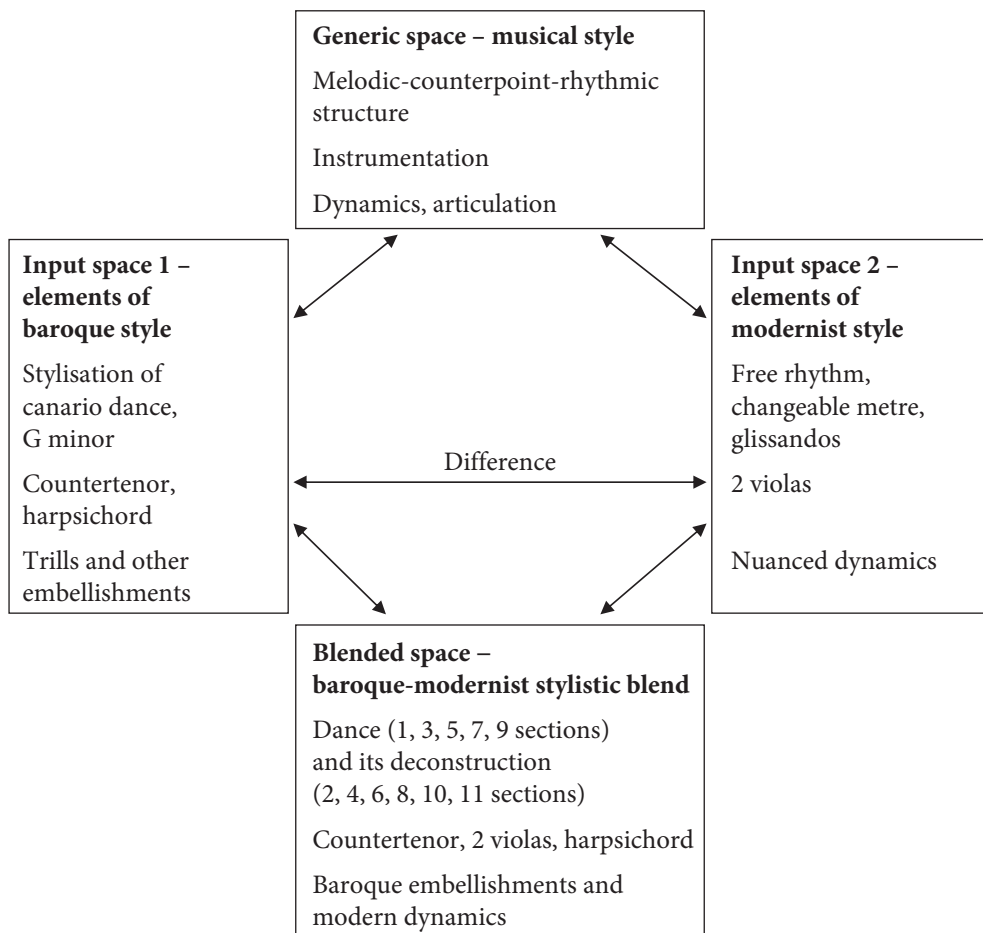 Generic space – musical style
Melodic-counterpoint-rhythmic
structure
Instrumentation
Dynamics, articulation
Input space 1 –
elements of
baroque style
Stylisation of
canario dance,
G minor
Countertenor,
harpsichord
Trills and other
embellishments
Difference
Input space 2 –
elements of
modernist style
Free rhythm,
changeable metre,
glissandos
2 violas
Nuanced dynamics
Blended space –
baroque-modernist stylistic blend
Dance (1, 3, 5, 7, 9 sections)
and its deconstruction
(2, 4, 6, 8, 10, 11 sections)
Countertenor, 2 violas, harpsichord
Baroque embellishments and
modern dynamics